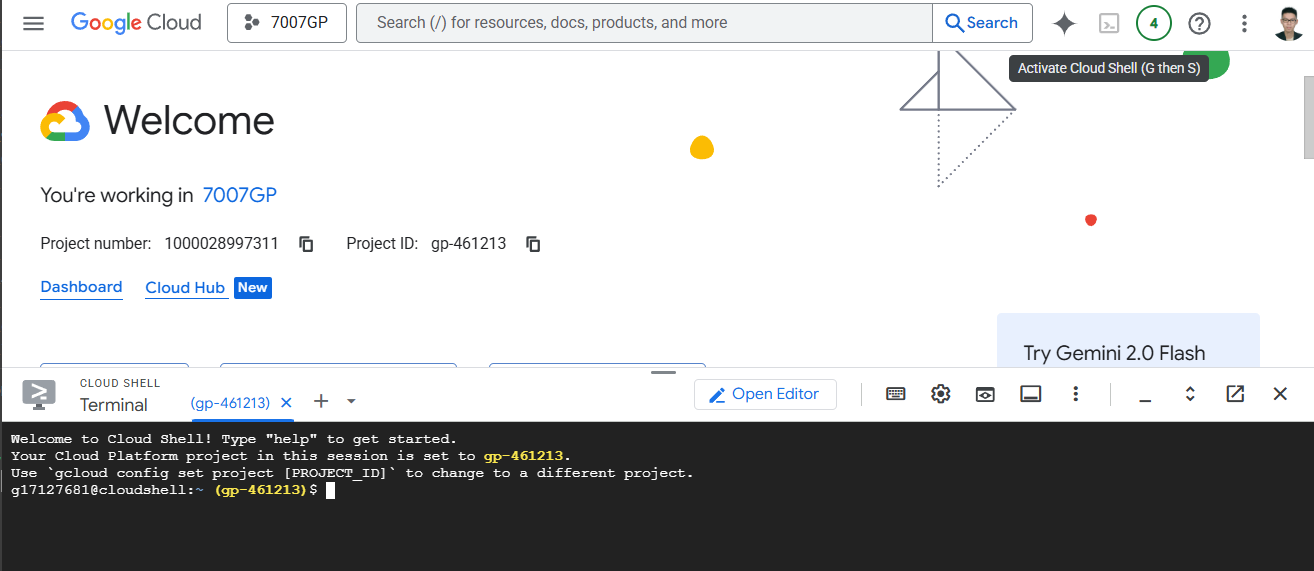 Google Cloud
7007GP
Search (/) for resources, docs, products, and more
Search
4
Activate Cloud Shell (G then S)
Welcome
You're working in 7007GP
Project number: 1000028997311 Project ID: gp-461213
Dashboard Cloud Hub New
Try Gemini 2.0 Flash
CLOUD SHELL
Terminal
(gp-461213)
Open Editor
Welcome to Cloud Shell! Type "help" to get started.
Your Cloud Platform project in this session is set to gp-461213.
Use `gcloud config set project [PROJECT_ID]` to change to a different project.
g17127681@cloudshell:~ (gp-461213)$